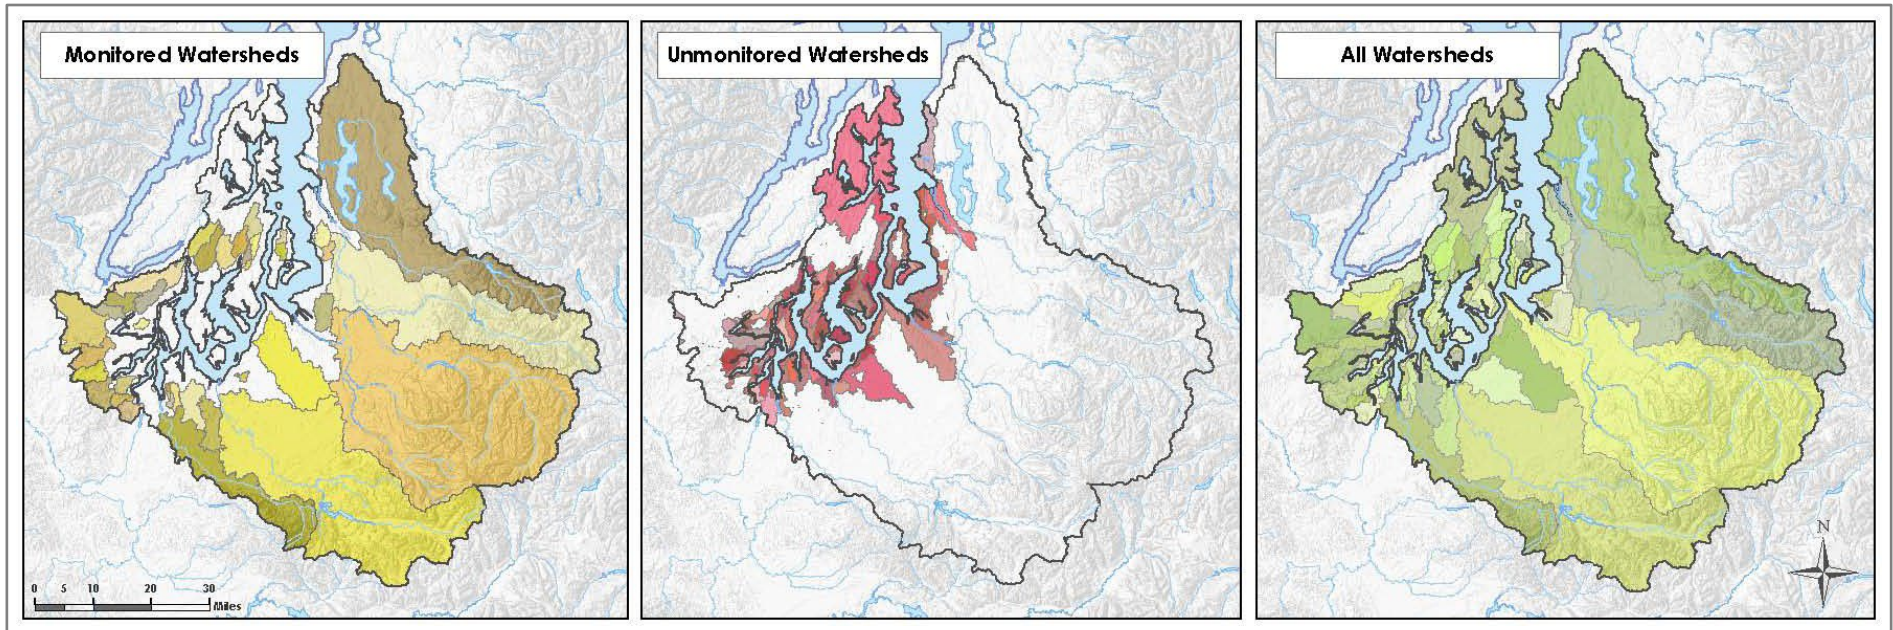 Monitored Watersheds
Unmonitored Watersheds
All Watersheds
N
0 5 10 20 30
Miles